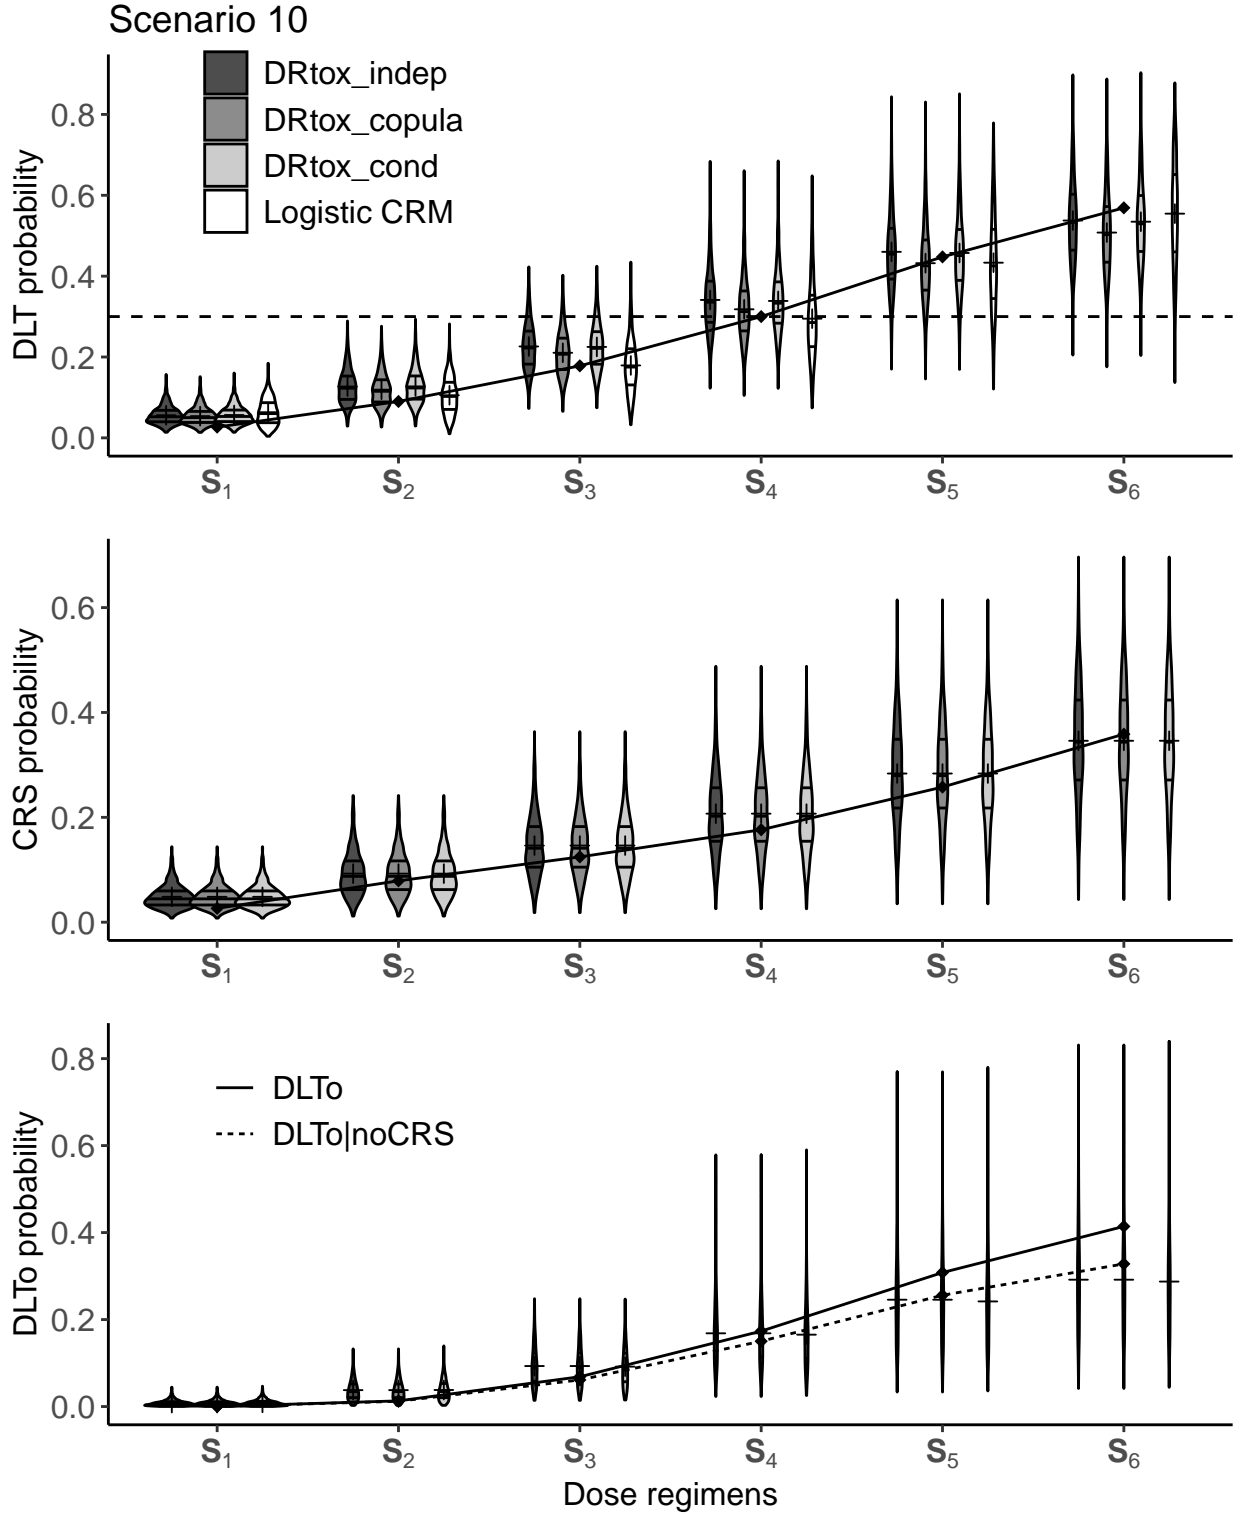 Scenario 10
DRtox_indep
DRtox_copula
DRtox_cond
Logistic CRM
DLT probability
0.8
0.6
0.4
0.2
0.0
S1 S2 S3 S4 S5 S6
CRS probability
0.6
0.4
0.2
0.0
S1 S2 S3 S4 S5 S6
DLTo probability
0.8
0.6
0.4
0.2
0.0
DLTo
DLTo|noCRS
S1 S2 S3 S4 S5 S6
Dose regimens